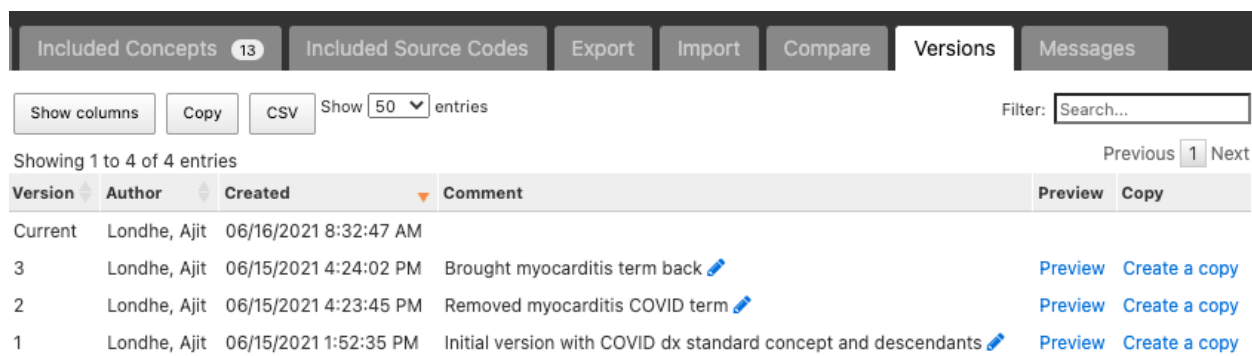 Included Concepts 13 Included Source Codes Export Import Compare Versions Messages
Show columns Copy CSV Show 50 entries Filter: Search...
Showing 1 to 4 of 4 entries Previous 1 Next
Version Author Created Comment Preview Copy
Current Londhe, Ajit 06/16/2021 8:32:47 AM
3 Londhe, Ajit 06/15/2021 4:24:02 PM Brought myocarditis term back Preview Create a copy
2 Londhe, Ajit 06/15/2021 4:23:45 PM Removed myocarditis COVID term Preview Create a copy
1 Londhe, Ajit 06/15/2021 1:52:35 PM Initial version with COVID dx standard concept and descendants Preview Create a copy